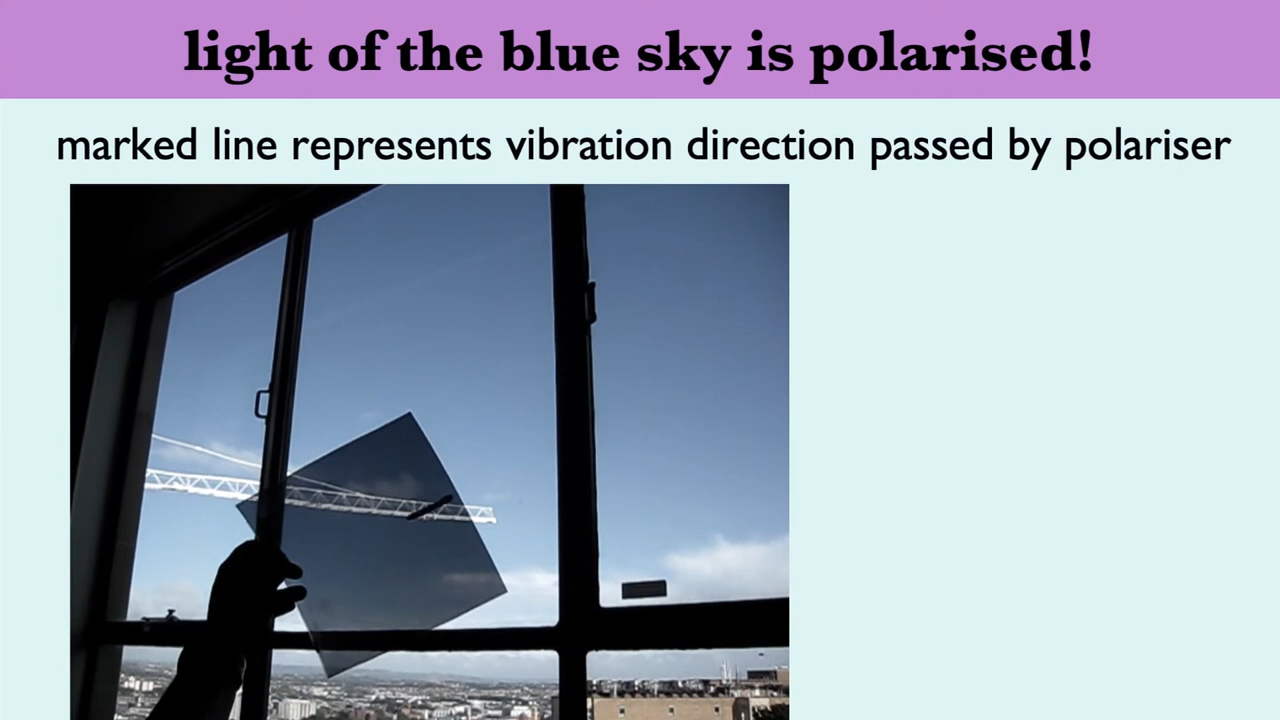 light of the blue sky is polarised!
marked line represents vibration direction passed by polariser